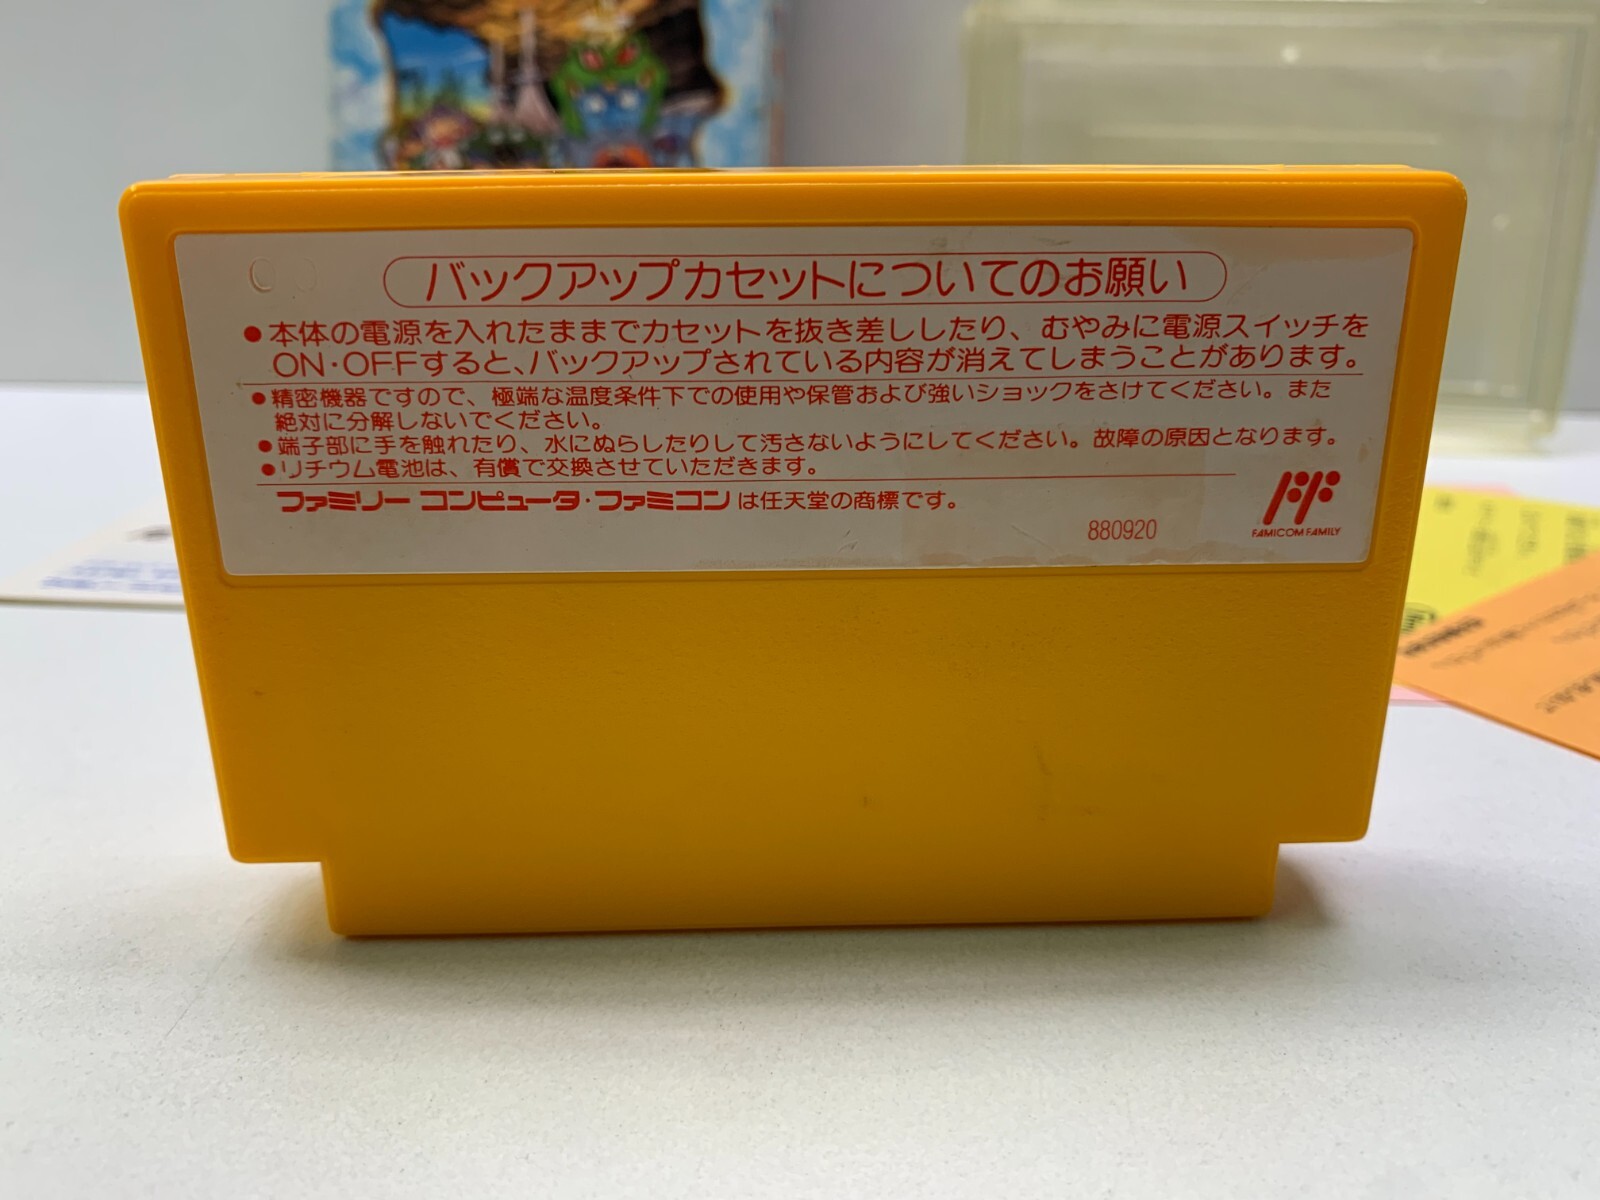 バックアップカセットについてのお願い
●本体の電源を入れたままでカセットを抜き差ししたり、むやみに電源スイッチを
ON・OFFすると、バックアップされている内容が消えてしまうことがあります。
●精密機器ですので、極端な温度条件下での使用や保管および強いショックをさけてください。また
絶対に分解しないでください。
●端子部に手を触れたり、水にぬらしたりして汚さないようにしてください。故障の原因となります。
●リチウム電池は、有償で交換させていただきます。
ファミリー コンピュータ・ファミコンは任天堂の商標です。
880920
FAMICOM FAMILY